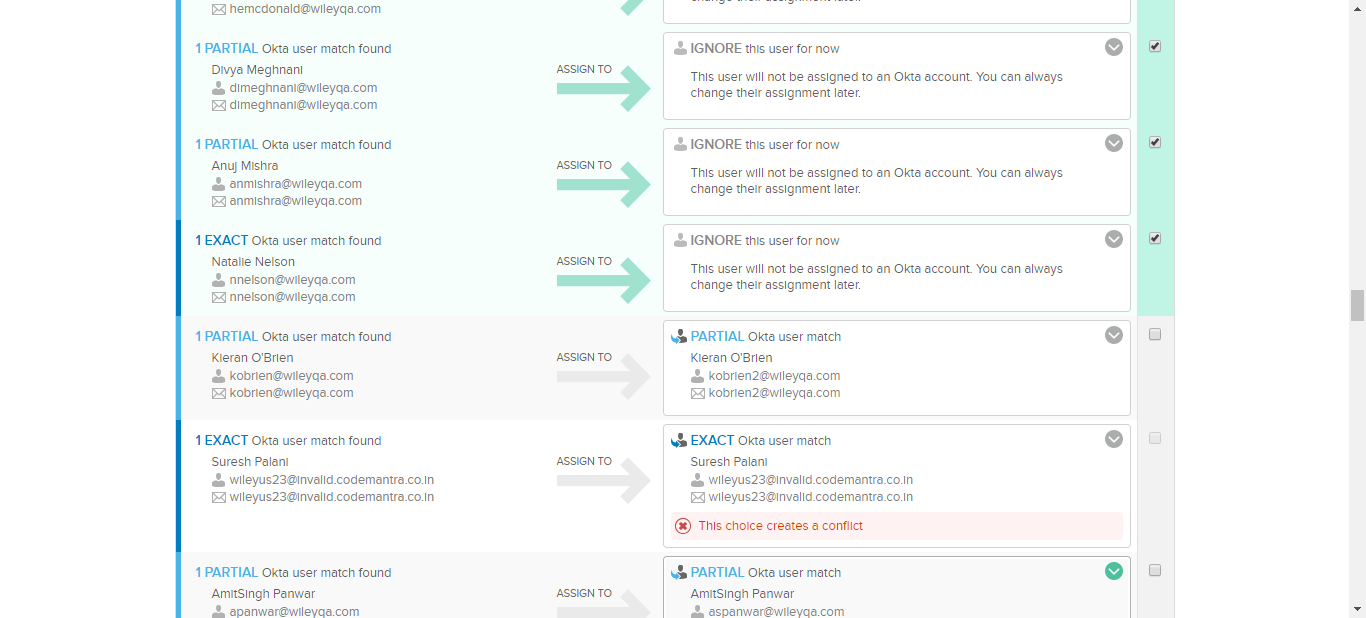 hemcdonald@wileyqa.com
change their assignment later.
1 PARTIAL Okta user match found
Divya Meghnani
dimeghnani@wileyqa.com
dimeghnani@wileyqa.com
ASSIGN TO
IGNORE this user for now
This user will not be assigned to an Okta account. You can always
change their assignment later.
1 PARTIAL Okta user match found
Anuj Mishra
anmishra@wileyqa.com
anmishra@wileyqa.com
ASSIGN TO
IGNORE this user for now
This user will not be assigned to an Okta account. You can always
change their assignment later.
1 EXACT Okta user match found
Natalie Nelson
nnelson@wileyqa.com
nnelson@wileyqa.com
ASSIGN TO
IGNORE this user for now
This user will not be assigned to an Okta account. You can always
change their assignment later.
1 PARTIAL Okta user match found
Kieran O'Brien
kobrien@wileyqa.com
kobrien@wileyqa.com
ASSIGN TO
PARTIAL Okta user match
Kieran O'Brien
kobrien2@wileyqa.com
kobrien2@wileyqa.com
1 EXACT Okta user match found
Suresh Palani
wileyus23@invalid.codemantra.co.in
wileyus23@invalid.codemantra.co.in
ASSIGN TO
EXACT Okta user match
Suresh Palani
wileyus23@invalid.codemantra.co.in
wileyus23@invalid.codemantra.co.in
This choice creates a conflict
1 PARTIAL Okta user match found
AmitSingh Panwar
apanwar@wileyqa.com
ASSIGN TO
PARTIAL Okta user match
AmitSingh Panwar
aspanwar@wileyqa.com